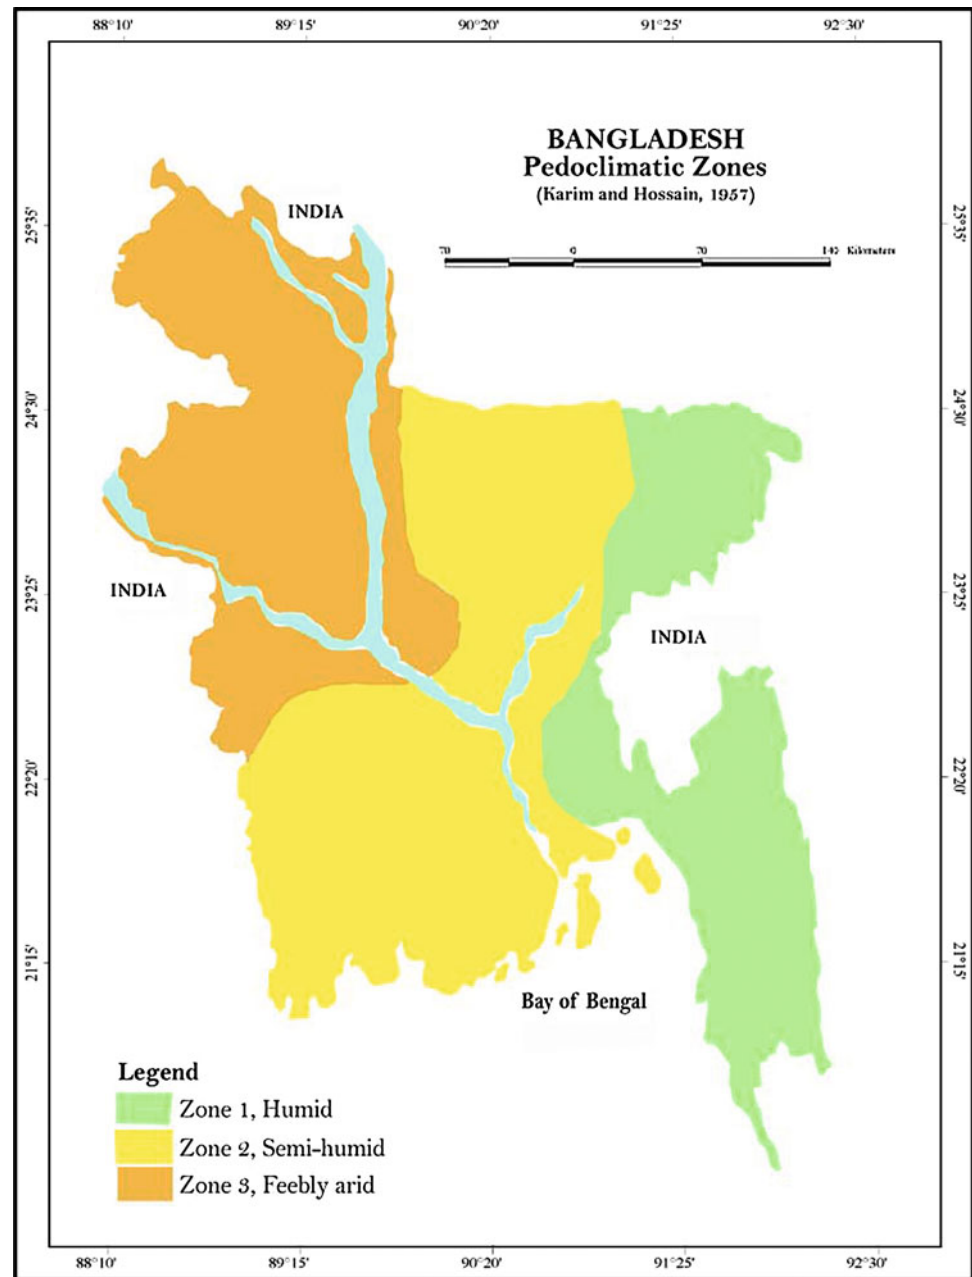 88°10' 89°15' 90°20' 91°25' 92°30'
BANGLADESH
Pedoclimatic Zones
(Karim and Hossain, 1957)
INDIA
25°35' 25°35'
70 0 70 140 Kilometers
24°30' 24°30'
INDIA
23°25' 23°25'
INDIA
22°20' 22°20'
21°15' 21°15'
Bay of Bengal
Legend
Zone 1, Humid
Zone 2, Semi-humid
Zone 3, Feebly arid
88°10' 89°15' 90°20' 91°25' 92°30'